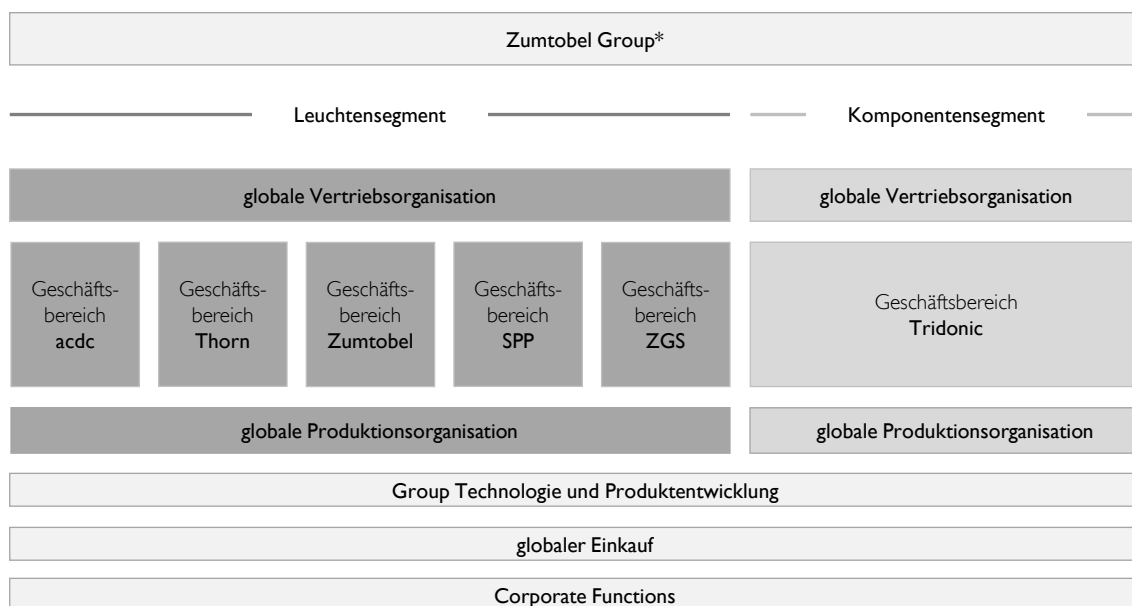 Zumtobel Group*
Leuchtensegment
Komponentensegment
globale Vertriebsorganisation
globale Vertriebsorganisation
Geschäfts-
bereich
acdc
Geschäfts-
bereich
Thorn
Geschäfts-
bereich
Zumtobel
Geschäfts-
bereich
SPP
Geschäfts-
bereich
ZGS
Geschäftsbereich
Tridonic
globale Produktionsorganisation
globale Produktionsorganisation
Group Technologie und Produktentwicklung
globaler Einkauf
Corporate Functions